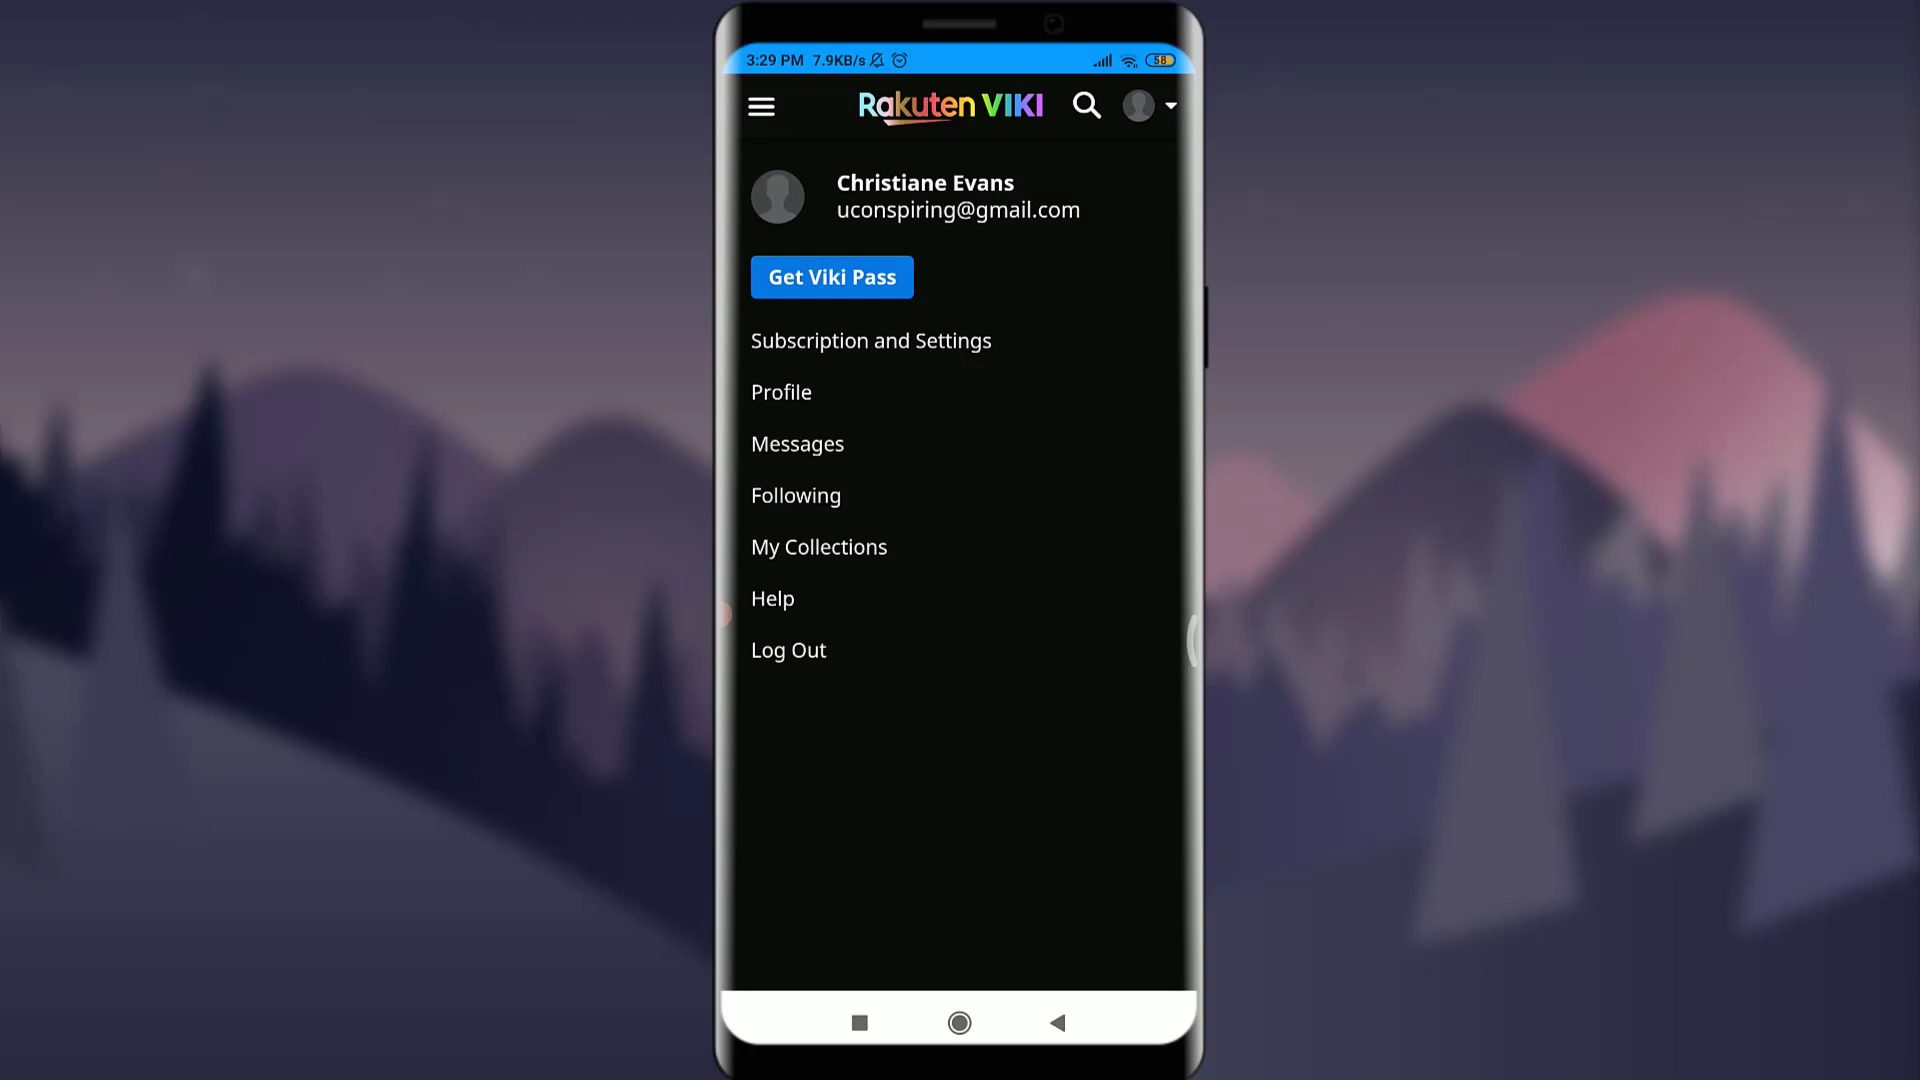 3:29 PM 7.9KB/s 58
Rakuten VIKI
Christiane Evans
uconspiring@gmail.com
Get Viki Pass
Subscription and Settings
Profile
Messages
Following
My Collections
Help
Log Out